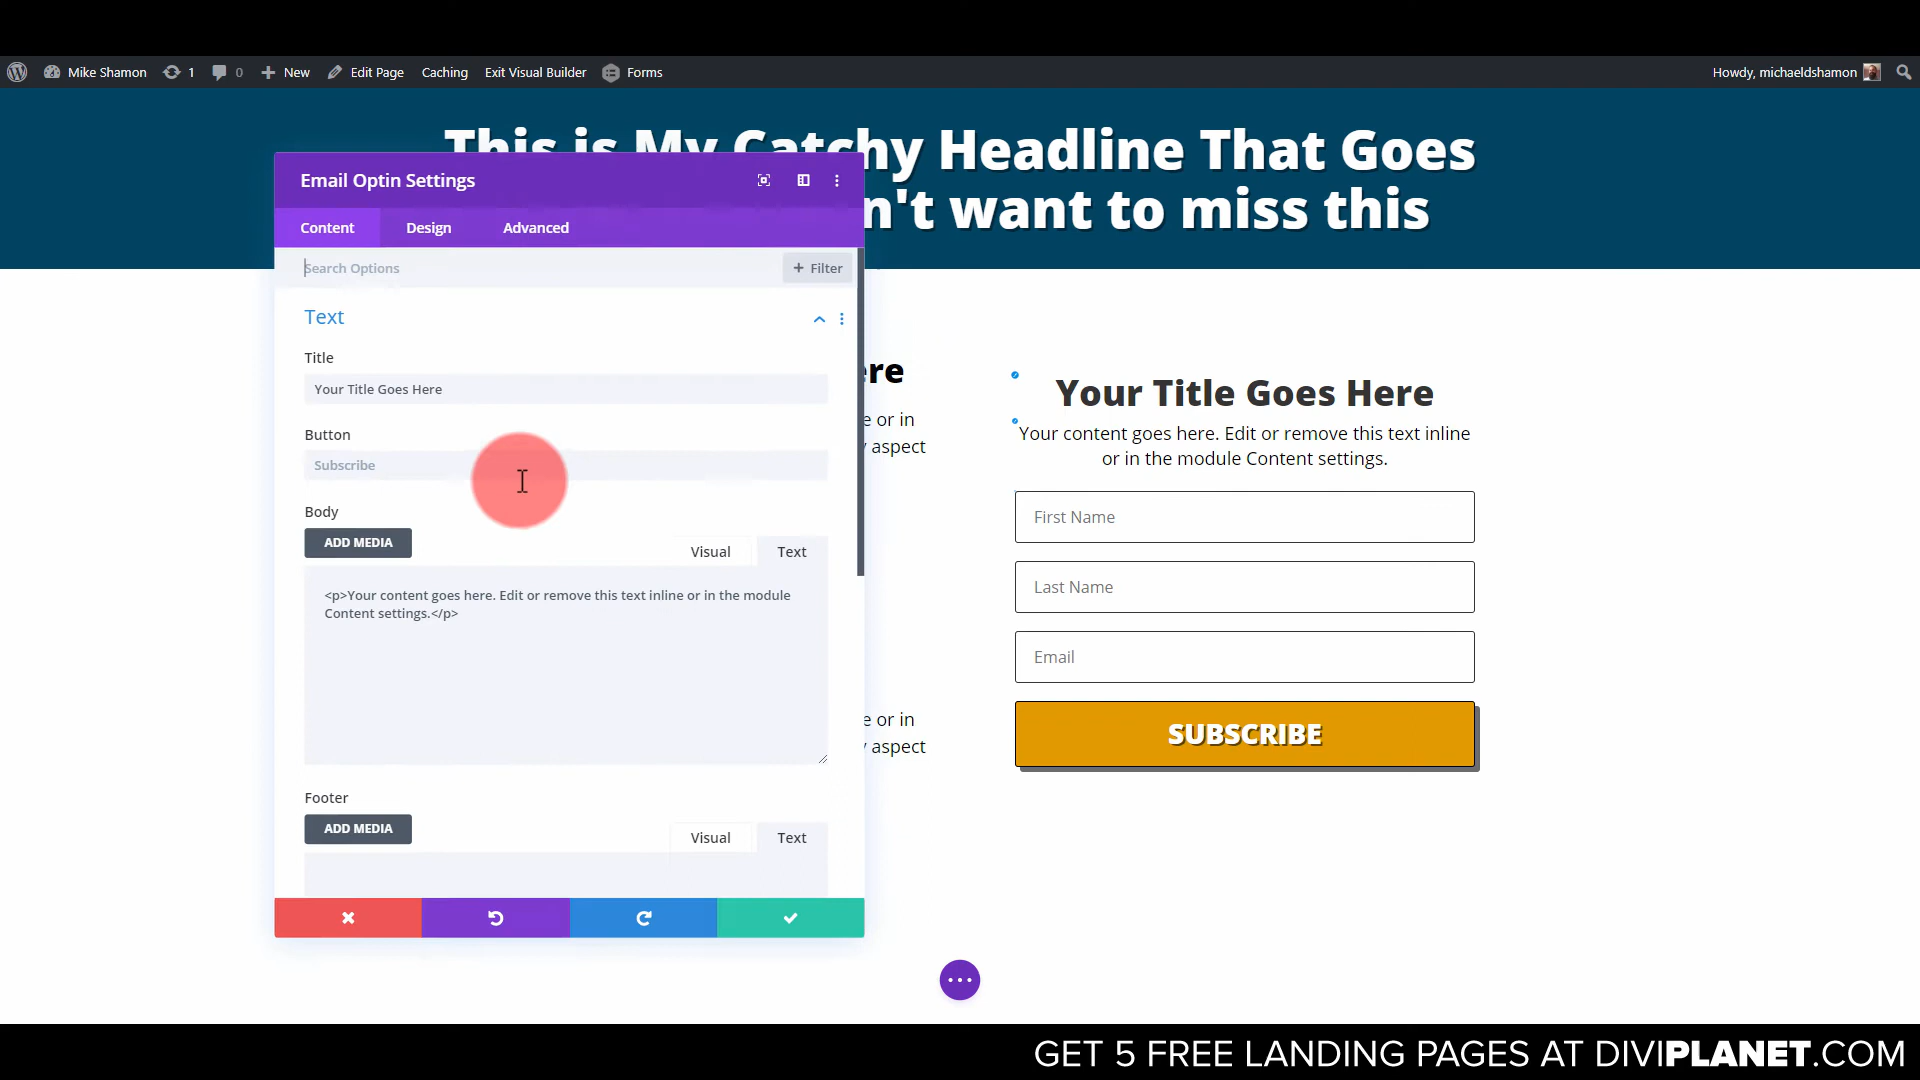 Mike Shamon 1 0 New Edit Page Caching Exit Visual Builder Forms Howdy, michaeldshamon
This is My Catchy Headline That Goes
n't want to miss this
Email Optin Settings
Content Design Advanced
Search Options + Filter
Text
Title
Your Title Goes Here
Button
Subscribe
Body
ADD MEDIA
Visual Text
<p>Your content goes here. Edit or remove this text inline or in the module
Content settings.</p>
Footer
ADD MEDIA
Visual Text
ere
e or in
aspect
e or in
aspect
Your Title Goes Here
Your content goes here. Edit or remove this text inline
or in the module Content settings.
First Name
Last Name
Email
SUBSCRIBE
GET 5 FREE LANDING PAGES AT DIVIPLANET.COM